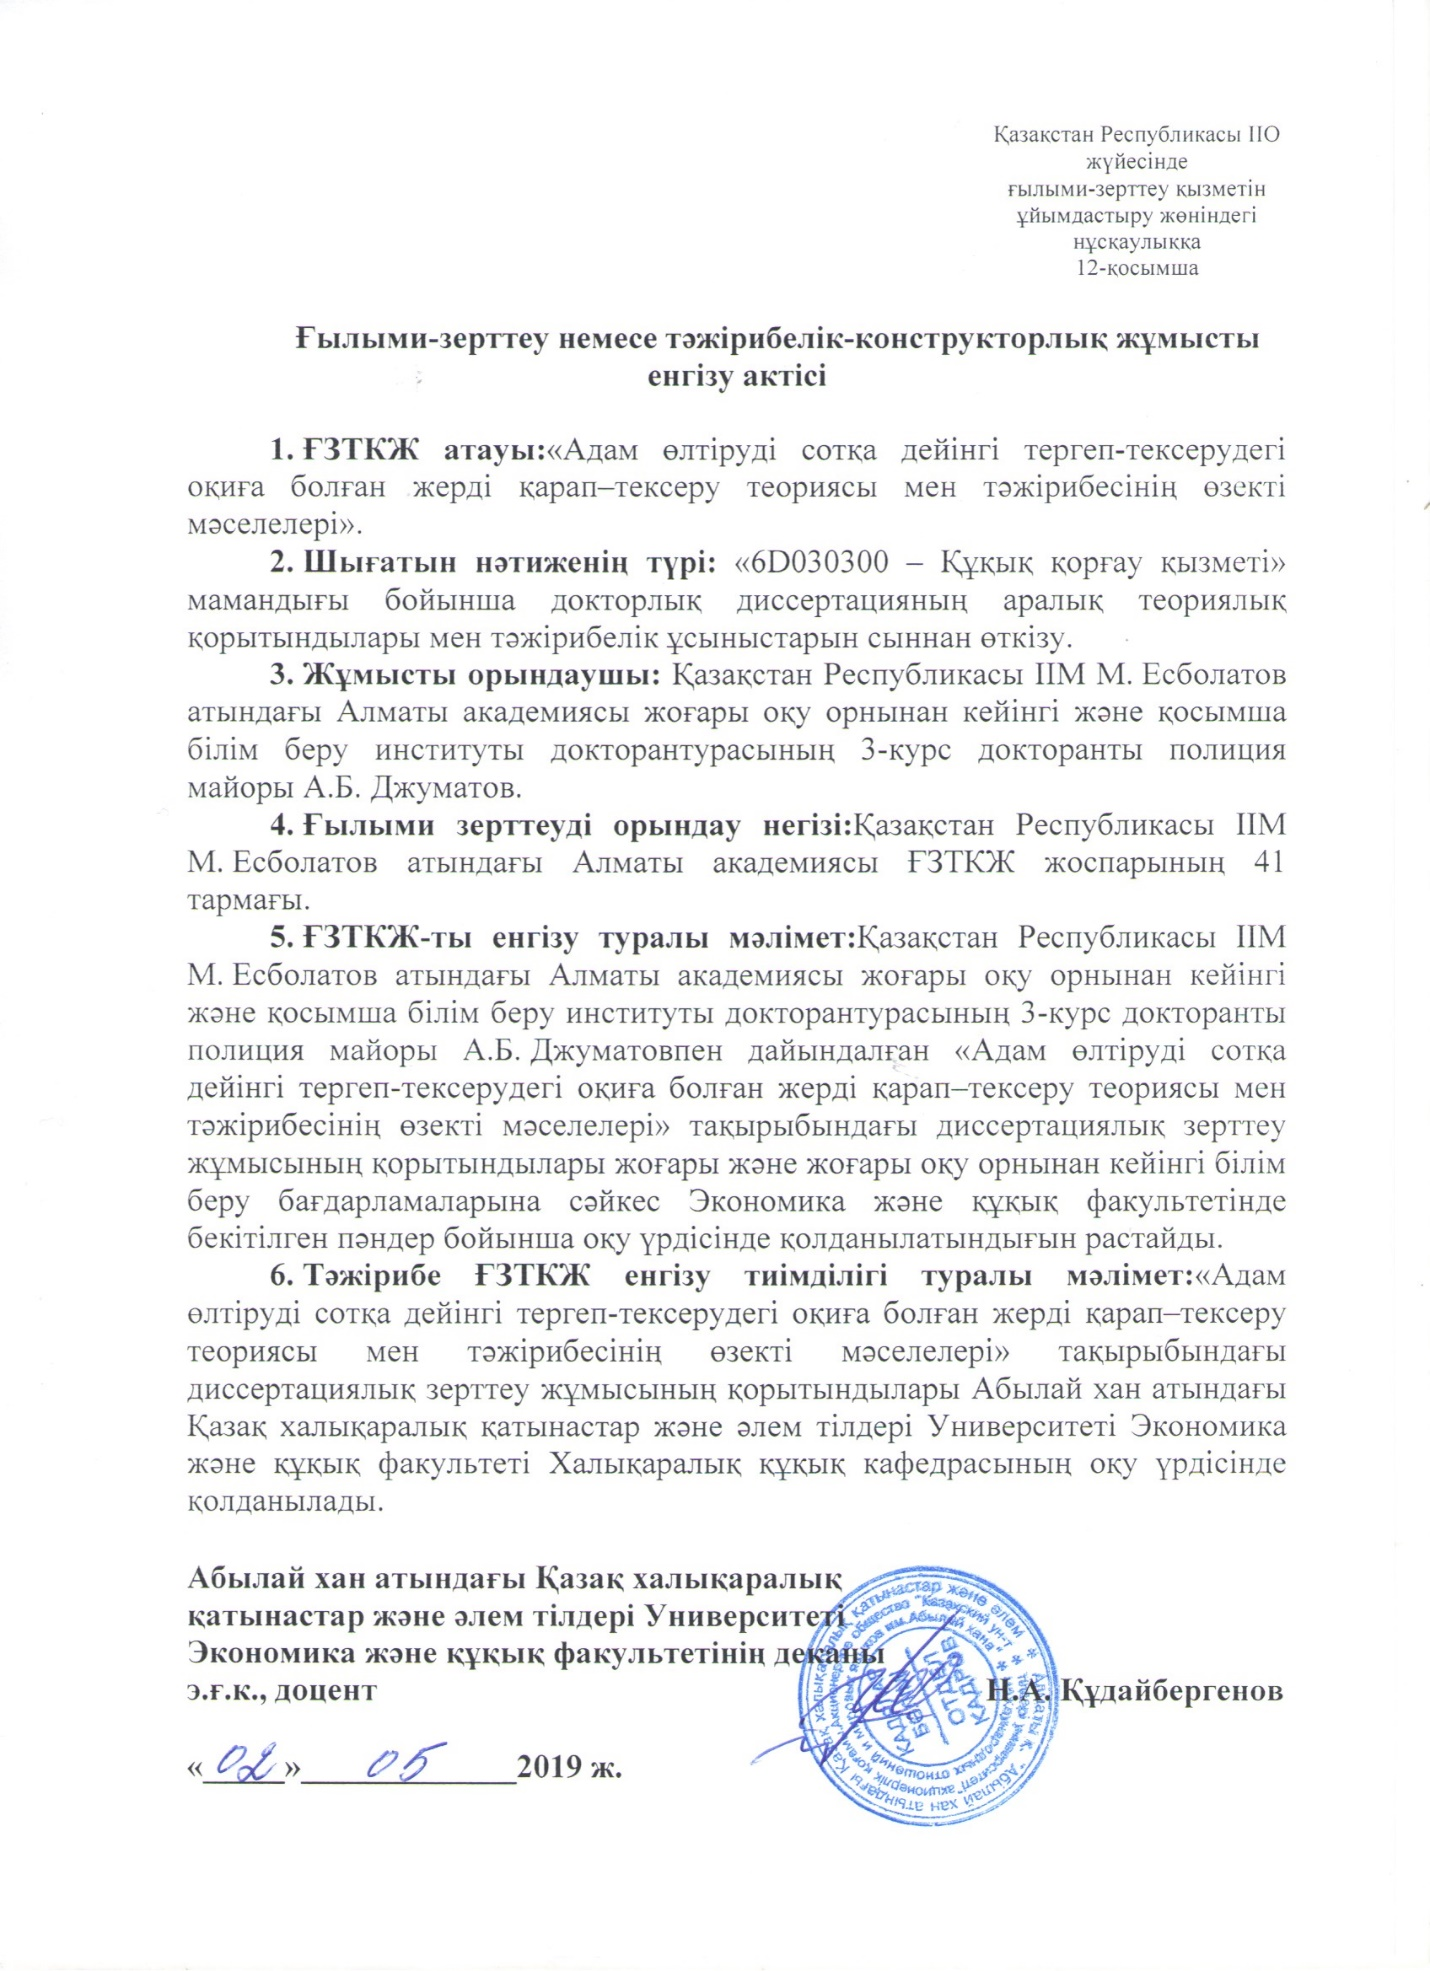 Қазақстан Республикасы ІІО
жүйесінде
ғылыми-зерттеу қызметін
ұйымдастыру жөніндегі
нұсқаулыққа
12-қосымша
Ғылыми-зерттеу немесе тәжірибелік-конструкторлық жұмысты
енгізу актісі
1. ҒЗТКЖ атауы:«Адам өлтіруді сотқа дейінгі тергеп-тексерудегі
оқиға болған жерді қарап–тексеру теориясы мен тәжірибесінің өзекті
мәселелері».
2. Шығатын нәтиженің түрі: «6D030300 – Құқық қорғау қызметі»
мамандығы бойынша докторлық диссертацияның аралық теориялық
қорытындылары мен тәжірибелік ұсыныстарын сыннан өткізу.
3. Жұмысты орындаушы: Қазақстан Республикасы ІІМ М. Есболатов
атындағы Алматы академиясы жоғары оқу орнынан кейінгі және қосымша
білім беру институты докторантурасының 3-курс докторанты полиция
майоры А.Б. Джуматов.
4. Ғылыми зерттеуді орындау негізі:Қазақстан Республикасы ІІМ
М. Есболатов атындағы Алматы академиясы ҒЗТКЖ жоспарының 41
тармағы.
5. ҒЗТКЖ-ты енгізу туралы мәлімет:Қазақстан Республикасы ІІМ
М. Есболатов атындағы Алматы академиясы жоғары оқу орнынан кейінгі
және қосымша білім беру институты докторантурасының 3-курс докторанты
полиция майоры А.Б. Джуматовпен дайындалған «Адам өлтіруді сотқа
дейінгі тергеп-тексерудегі оқиға болған жерді қарап–тексеру теориясы мен
тәжірибесінің өзекті мәселелері» тақырыбындағы диссертациялық зерттеу
жұмысының қорытындылары жоғары және жоғары оқу орнынан кейінгі білім
беру бағдарламаларына сәйкес Экономика және құқық факультетінде
бекітілген пәндер бойынша оқу үрдісінде қолданылатындығын растайды.
6. Тәжірибе ҒЗТКЖ енгізу тиімділігі туралы мәлімет:«Адам
өлтіруді сотқа дейінгі тергеп-тексерудегі оқиға болған жерді қарап–тексеру
теориясы мен тәжірибесінің өзекті мәселелері» тақырыбындағы
диссертациялық зерттеу жұмысының қорытындылары Абылай хан атындағы
Қазақ халықаралық қатынастар және әлем тілдері Университеті Экономика
және құқық факультеті Халықаралық құқық кафедрасының оқу үрдісінде
қолданылады.
Абылай хан атындағы Қазақ халықаралық
қатынастар және әлем тілдері Университеті
Экономика және құқық факультетінің деканы
э.ғ.к., доцент Н.А. Құдайбергенов
«02» 05 2019 ж.
ОТДЕЛ
КАДРОВ